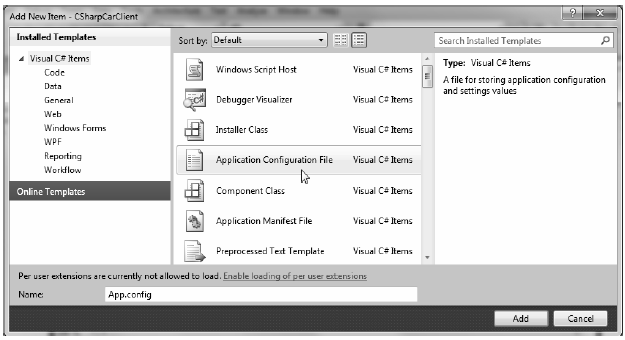 Add New Item - CSharpCarClient
Installed Templates
Visual C# Items
Code
Data
General
Web
Windows Forms
WPF
Reporting
Workflow
Online Templates
Sort by: Default
Windows Script Host Visual C# Items
Debugger Visualizer Visual C# Items
Installer Class Visual C# Items
Application Configuration File Visual C# Items
Component Class Visual C# Items
Application Manifest File Visual C# Items
Preprocessed Text Template Visual C# Items
Search Installed Templates
Type: Visual C# Items
A file for storing application configuration
and settings values
Per user extensions are currently not allowed to load. Enable loading of per user extensions
Name: App.config
Add Cancel